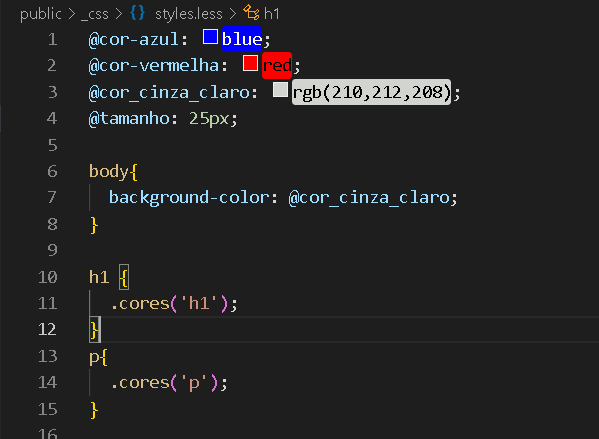 public > _css > {} styles.less > h1
1 @cor-azul: blue;
2 @cor-vermelha: red;
3 @cor_cinza_claro: rgb(210,212,208);
4 @tamanho: 25px;
5
6 body{
7 background-color: @cor_cinza_claro;
8 }
9
10 h1 {
11 .cores('h1');
12 }
13 p{
14 .cores('p');
15 }
16